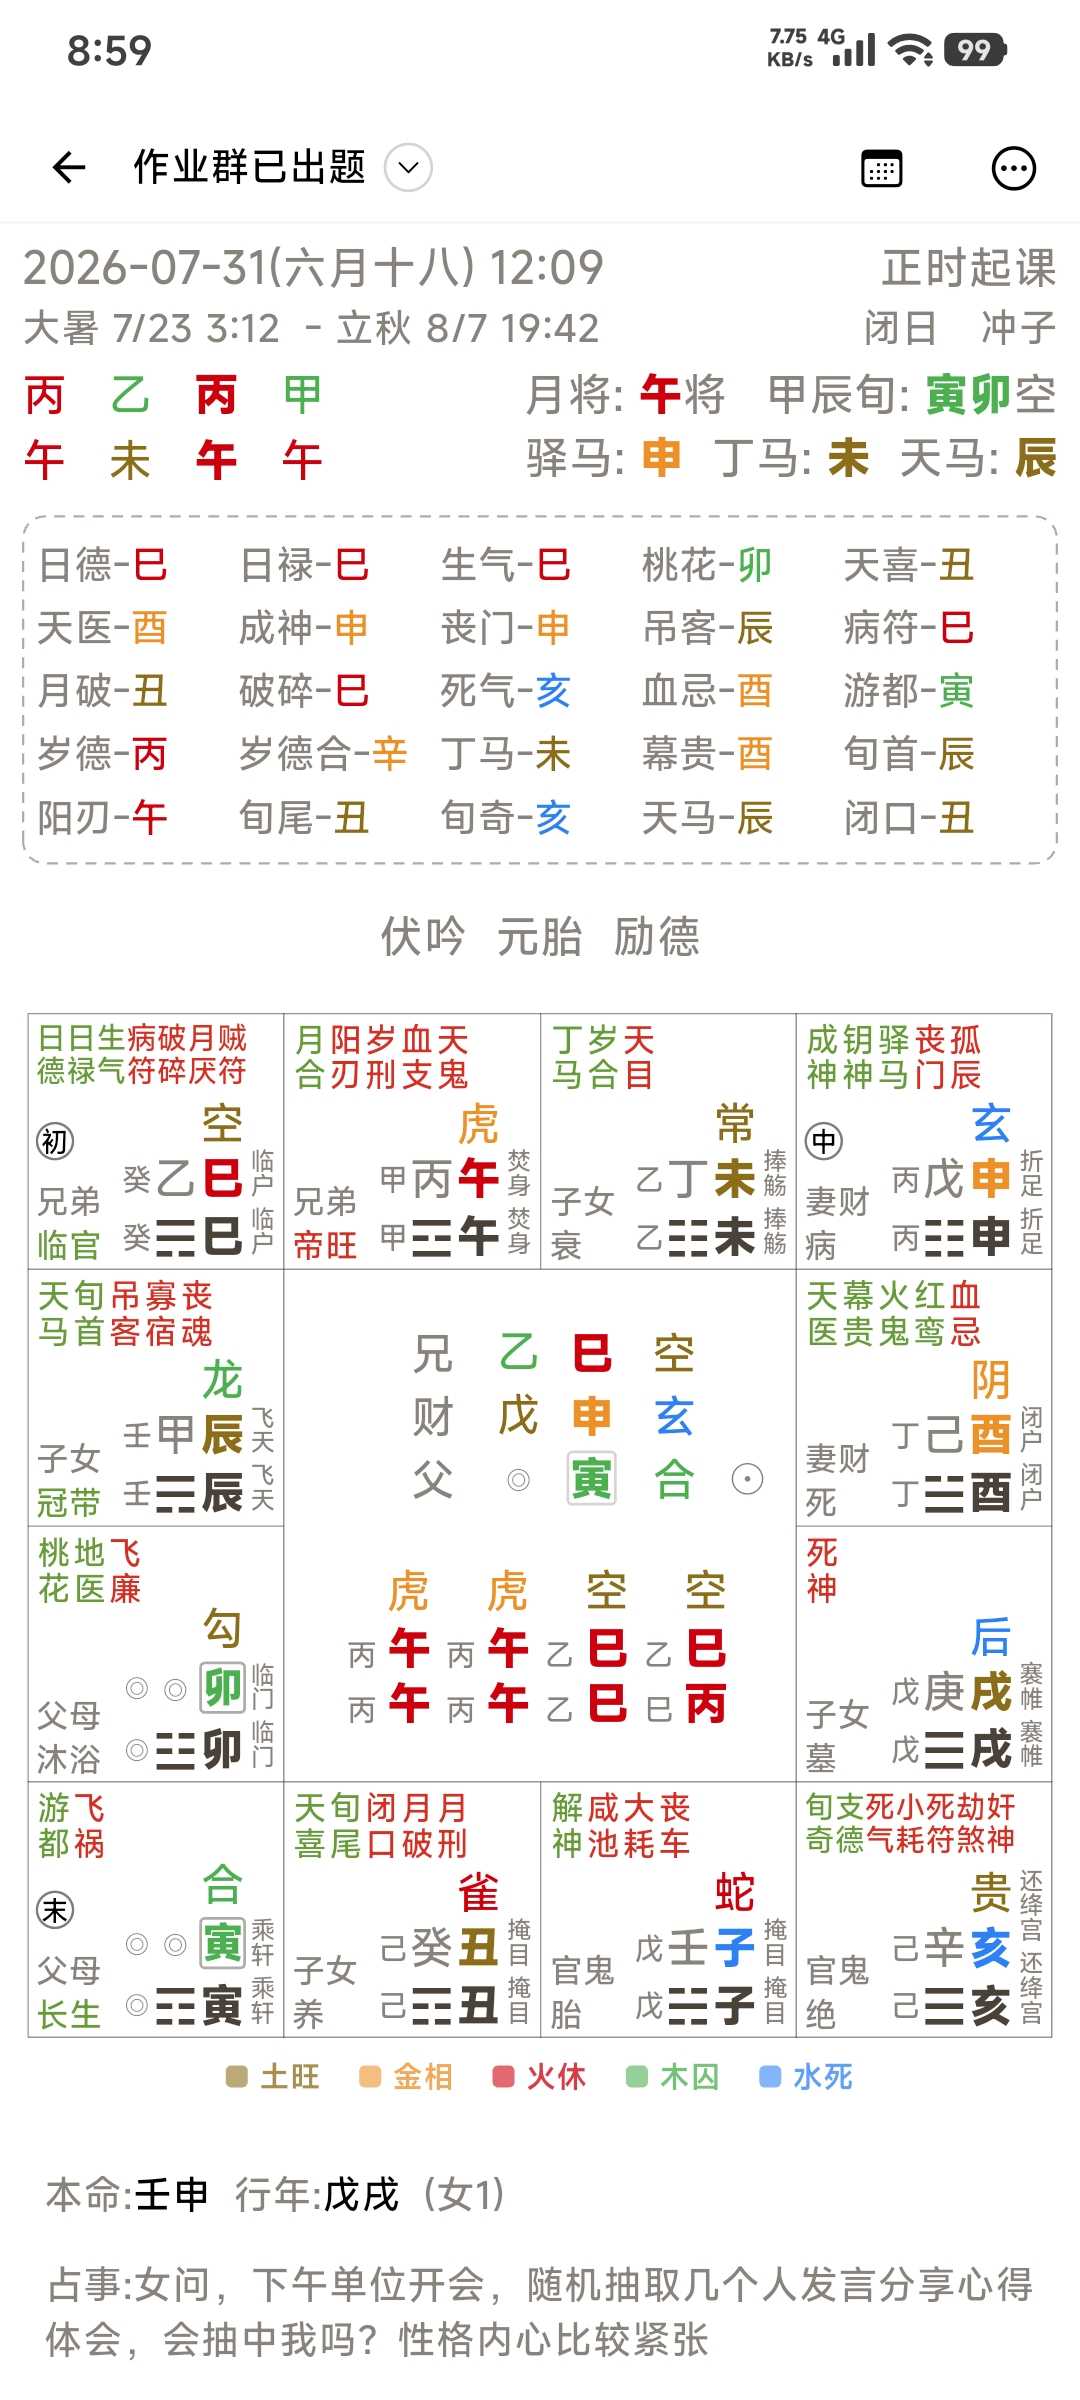 8:59 7.75 KB/s 4G 99
作业群已出题
2026-07-31(六月十八) 12:09 正时起课
大暑 7/23 3:12 - 立秋 8/7 19:42 闭日 冲子
丙 乙 丙 甲 月将: 午将 甲辰旬: 寅卯空
午 未 午 午 驿马: 申 丁马: 未 天马: 辰
日德-巳 日禄-巳 生气-巳 桃花-卯 天喜-丑
天医-酉 成神-申 丧门-申 吊客-辰 病符-巳
月破-丑 破碎-巳 死气-亥 血忌-酉 游都-寅
岁德-丙 岁德合-辛 丁马-未 幕贵-酉 旬首-辰
阳刃-午 旬尾-丑 旬奇-亥 天马-辰 闭口-丑
伏吟 元胎 励德
日日生病破月贼
德禄气符碎厌符
空
初 癸乙巳 临户
兄弟
临官 癸☴巳 临户
月阳岁血天
合刃刑支鬼
虎
甲丙午 焚身
兄弟
帝旺 甲☲午 焚身
丁岁天
马合目
常
乙丁未 捧觞
子女
衰 乙☷未 捧觞
成钥驿丧孤
神神马门辰
玄
中 丙戊申 折足
妻财
病 丙☷申 折足
天旬吊寡丧
马首客宿魂
龙
壬甲辰 飞天
子女
冠带 壬☴辰 飞天
兄 乙 巳 空
财 戊 申 玄
父 ◎ 寅 合 ☉
天幕火红血
医贵鬼鸾忌
阴
丁己酉 闭户
妻财
死 丁☱酉 闭户
桃地飞
花医廉
勾
◎ ◎ 卯 临门
父母
沐浴 ◎☳卯 临门
虎 虎 空 空
丙午 丙午 乙巳 乙巳
丙午 丙午 乙巳 巳丙
死
神
后
戊庚戌 褰帷
子女
墓 戊☰戌 褰帷
游飞
都祸
合
末 ◎ ◎ 寅 乘轩
父母
长生 ◎☶寅 乘轩
天旬闭月月
喜尾口破刑
雀
己癸丑 掩目
子女
养 己☶丑 掩目
解咸大丧
神池耗车
蛇
戊壬子 掩目
官鬼
胎 戊☵子 掩目
旬支死小死劫奸
奇德气耗符煞神
贵
己辛亥 还绛宫
官鬼
绝 己☰亥 还绛宫
土旺 金相 火休 木囚 水死
本命:壬申 行年:戊戌 (女1)
占事:女问，下午单位开会，随机抽取几个人发言分享心得
体会，会抽中我吗？性格内心比较紧张